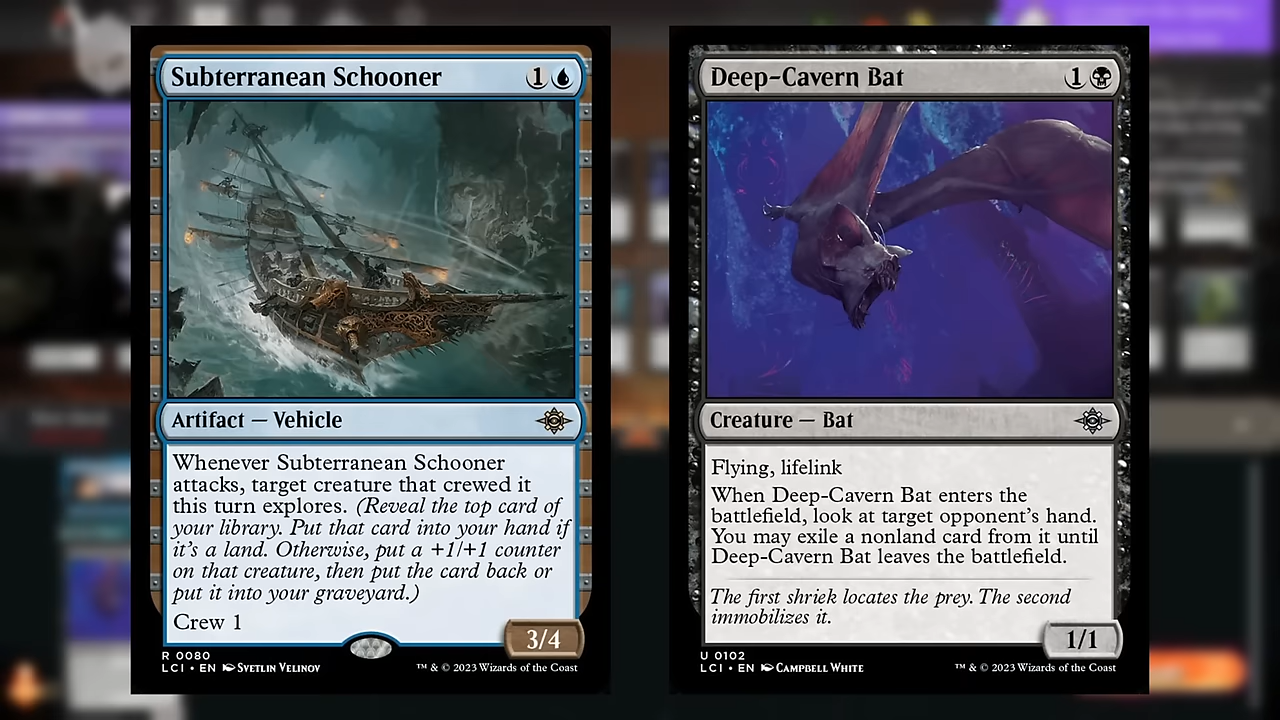 Subterranean Schooner 1
Artifact — Vehicle
Whenever Subterranean Schooner
attacks, target creature that crewed it
this turn explores. (Reveal the top card of
your library. Put that card into your hand if
it's a land. Otherwise, put a +1/+1 counter
on that creature, then put the card back or
put it into your graveyard.)
Crew 1
3/4
R 0080
LCI • EN Svetlin Velinov
™ & © 2023 Wizards of the Coast
Deep-Cavern Bat 1
Creature — Bat
Flying, lifelink
When Deep-Cavern Bat enters the
battlefield, look at target opponent's hand.
You may exile a nonland card from it until
Deep-Cavern Bat leaves the battlefield.
The first shriek locates the prey. The second
immobilizes it.
1/1
U 0102
LCI • EN Campbell White
™ & © 2023 Wizards of the Coast